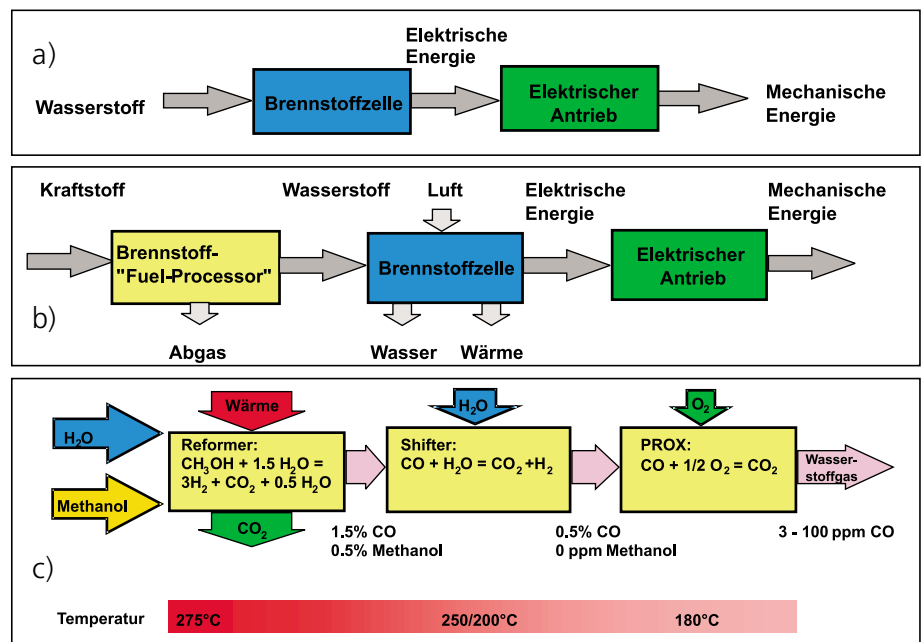 a)
Wasserstoff
Brennstoffzelle
Elektrische
Energie
Elektrischer
Antrieb
Mechanische
Energie
b)
Kraftstoff
Brennstoff-
"Fuel-Processor"
Abgas
Wasserstoff
Luft
Brennstoffzelle
Wasser
Wärme
Elektrische
Energie
Elektrischer
Antrieb
Mechanische
Energie
c)
H₂O
Methanol
Wärme
Reformer:
CH₃OH + 1.5 H₂O =
3H₂ + CO₂ + 0.5 H₂O
CO₂
1.5% CO
0.5% Methanol
H₂O
Shifter:
CO + H₂O = CO₂ +H₂
0.5% CO
0 ppm Methanol
O₂
PROX:
CO + 1/2 O₂ = CO₂
Wasser-
stoffgas
3 - 100 ppm CO
Temperatur
275°C
250/200°C
180°C